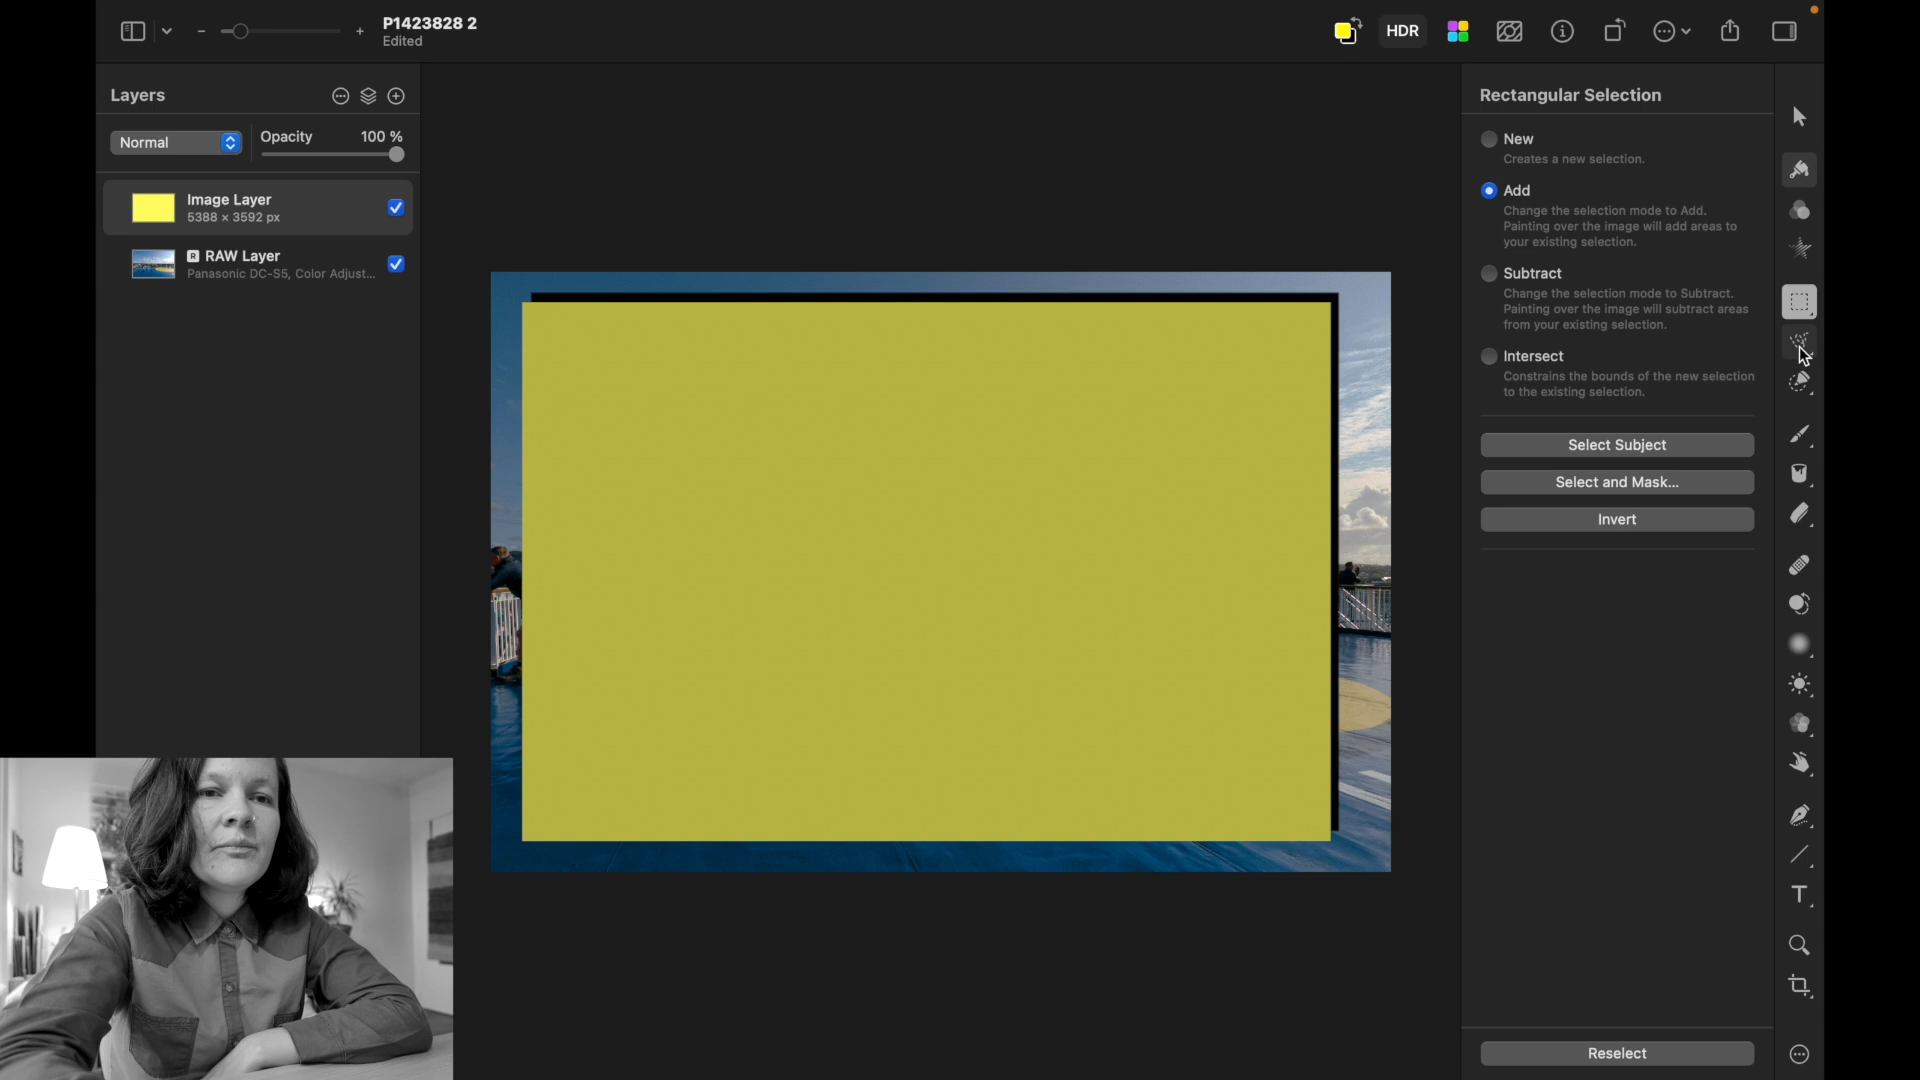 P1423828 2
Edited
HDR
Layers
Normal
Opacity
100 %
Image Layer
5388 × 3592 px
R RAW Layer
Panasonic DC-S5, Color Adjust...
Rectangular Selection
New
Creates a new selection.
Add
Change the selection mode to Add.
Painting over the image will add areas to
your existing selection.
Subtract
Change the selection mode to Subtract.
Painting over the image will subtract areas
from your existing selection.
Intersect
Constrains the bounds of the new selection
to the existing selection.
Select Subject
Select and Mask...
Invert
Reselect